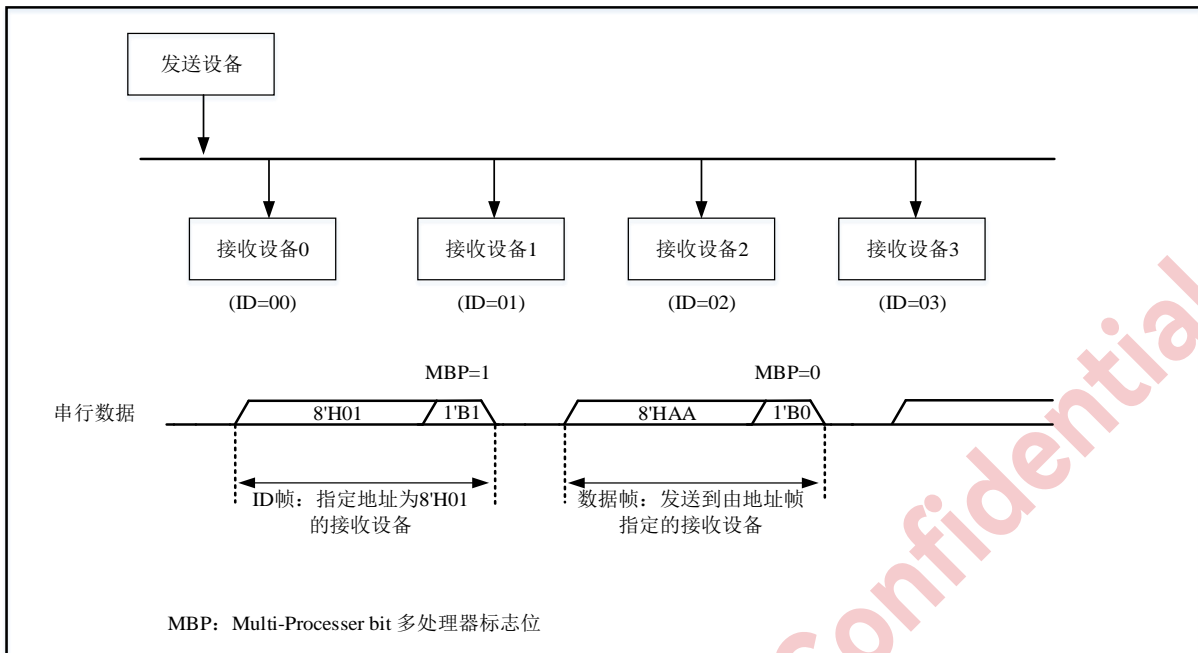 发送设备
接收设备0
接收设备1
接收设备2
接收设备3
(ID=00)
(ID=01)
(ID=02)
(ID=03)
MBP=1
MBP=0
串行数据
8'H01
1'B1
8'HAA
1'B0
ID帧：指定地址为8'H01
的接收设备
数据帧：发送到由地址帧
指定的接收设备
MBP：Multi-Processer bit 多处理器标志位
Confidential